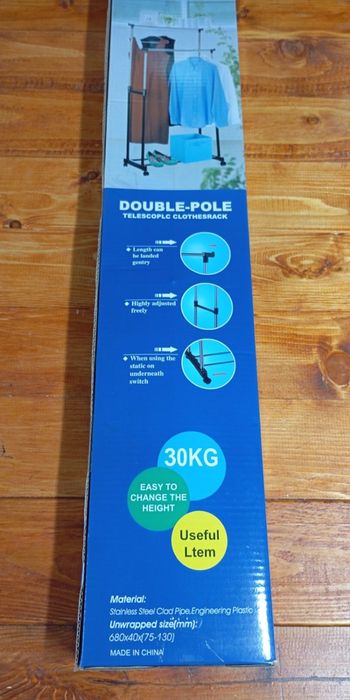 DOUBLE-POLE
TELESCOPLC CLOTHESRACK
Length can
be landed
gentry
Highly adjusted
freely
When using the
static on
underneath
switch
30KG
EASY TO
CHANGE THE
HEIGHT
Useful
Ltem
Material:
Stainless Steel Clad Pipe,Engineering Plastic
Unwrapped size(mm):
680x40x(75-130)
MADE IN CHINA